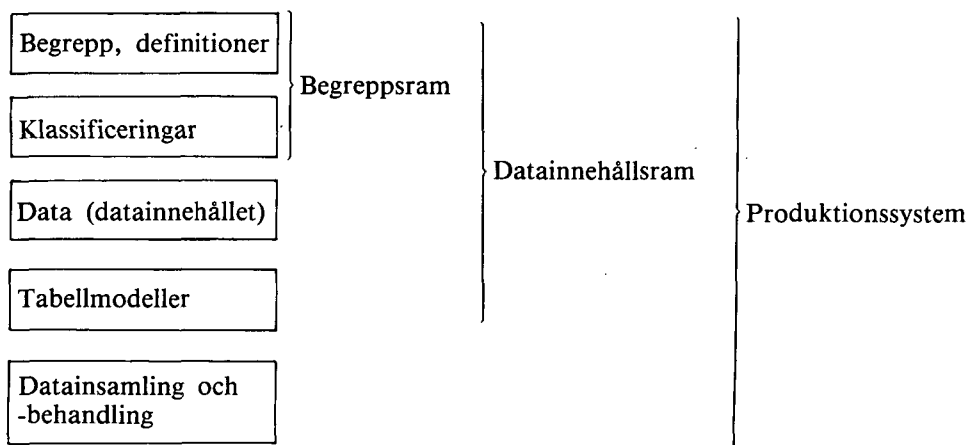 Begrepp, definitioner
Begreppsram
Klassificeringar
Datainnehållsram
Data (datainnehållet)
Produktionssystem
Tabellmodeller
Datainsamling och
-behandling